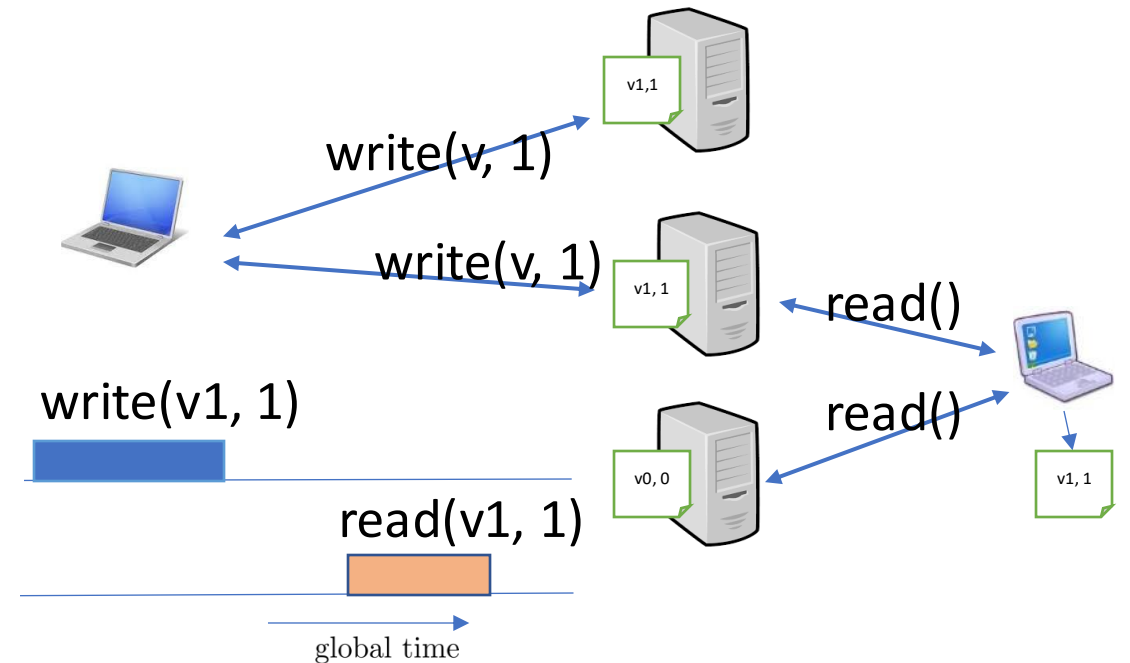 v1,1
write(v, 1)
write(v, 1)
v1, 1
read()
write(v1, 1)
read()
v0, 0
v1, 1
read(v1, 1)
global time